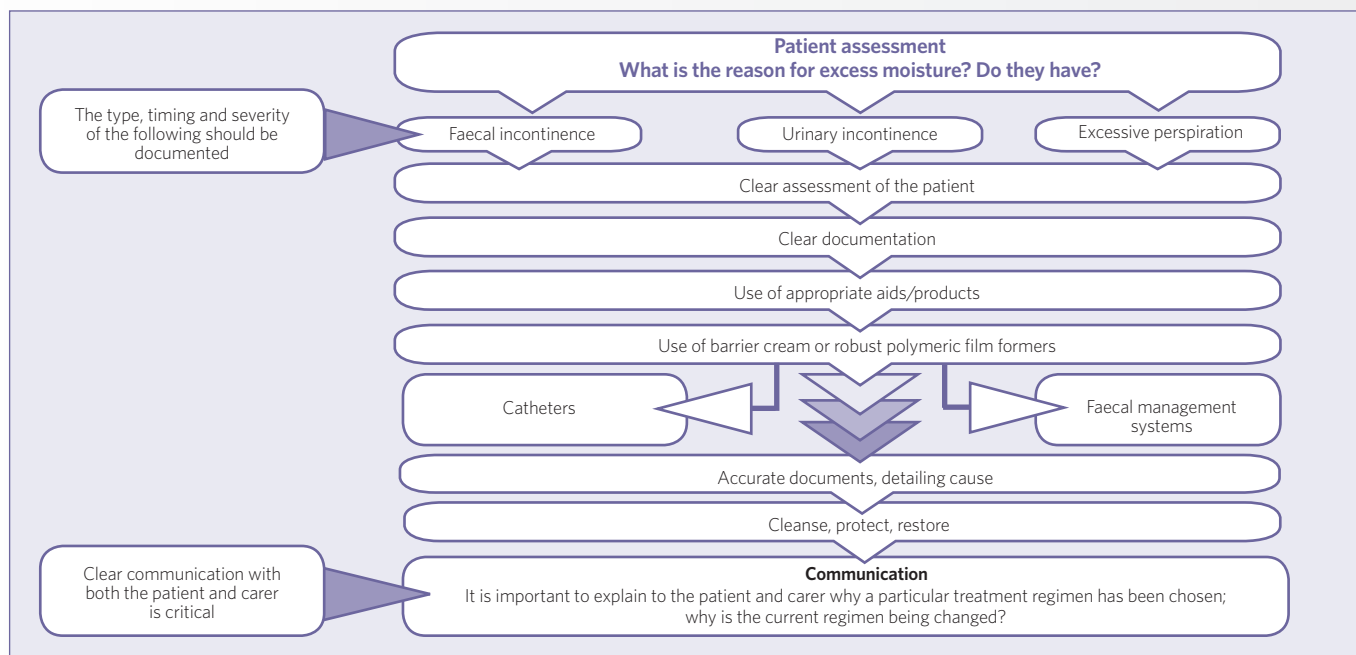 Patient assessment
What is the reason for excess moisture? Do they have?
The type, timing and severity
of the following should be
documented
Faecal incontinence
Urinary incontinence
Excessive perspiration
Clear assessment of the patient
Clear documentation
Use of appropriate aids/products
Use of barrier cream or robust polymeric film formers
Catheters
Faecal management
systems
Accurate documents, detailing cause
Cleanse, protect, restore
Clear communication with
both the patient and carer
is critical
Communication
It is important to explain to the patient and carer why a particular treatment regimen has been chosen;
why is the current regimen being changed?